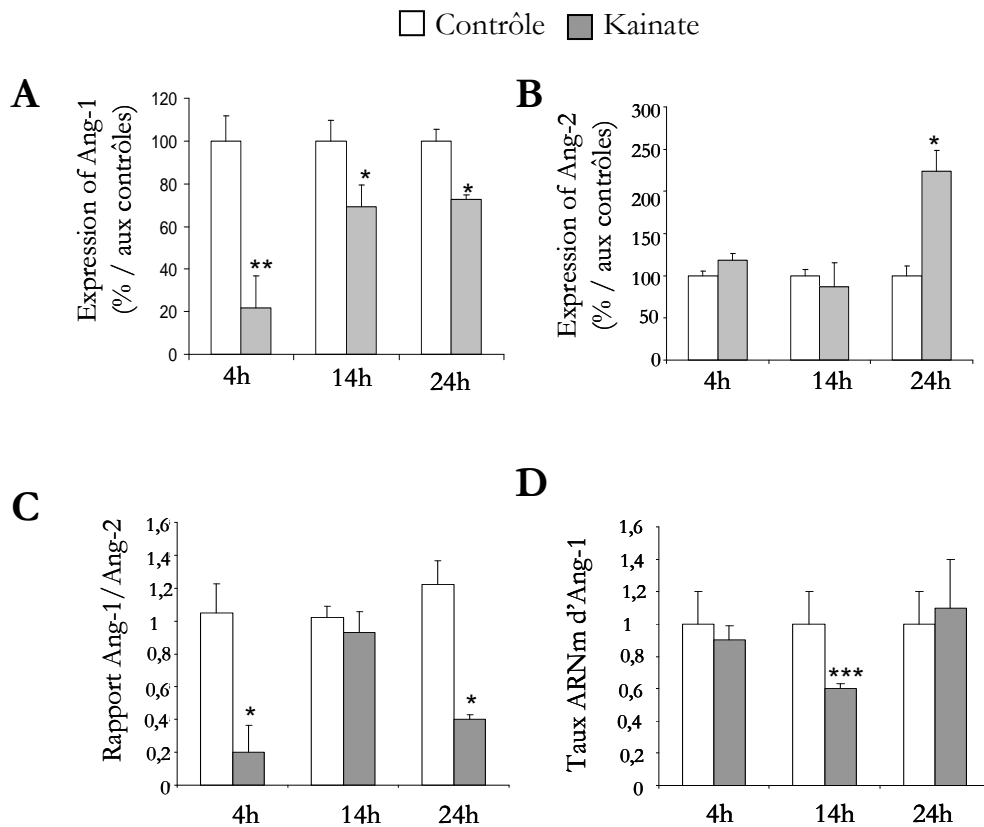 Contrôle Kainate
A
Expression of Ang-1
(% / aux contrôles)
120
100
80
60
40
20
0
**
*
*
4h 14h 24h
B
Expression of Ang-2
(% / aux contrôles)
300
250
200
150
100
50
0
*
4h 14h 24h
C
Rapport Ang-1/Ang-2
1,6
1,4
1,2
1
0,8
0,6
0,4
0,2
0
*
*
4h 14h 24h
D
Taux ARNm d'Ang-1
1,6
1,4
1,2
1
0,8
0,6
0,4
0,2
0
***
4h 14h 24h